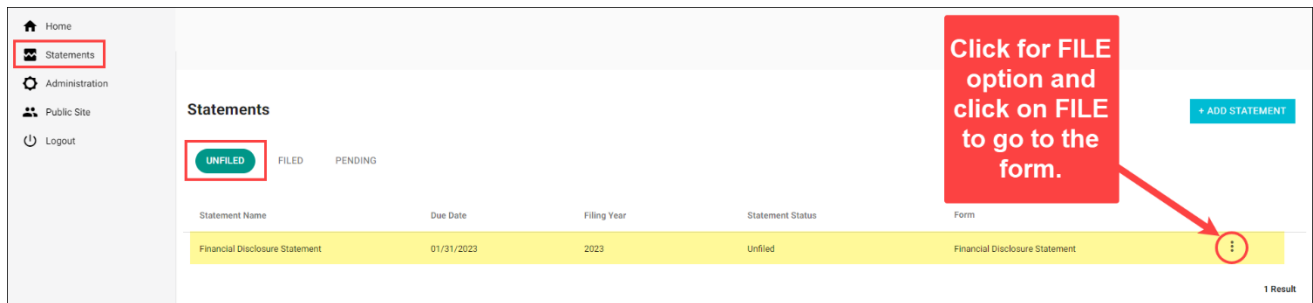 Home
Statements
Administration
Public Site
Logout
Click for FILE
option and
click on FILE
to go to the
form.
Statements
+ ADD STATEMENT
UNFILED FILED PENDING
Statement Name Due Date Filing Year Statement Status Form
Financial Disclosure Statement 01/31/2023 2023 Unfiled Financial Disclosure Statement
1 Result